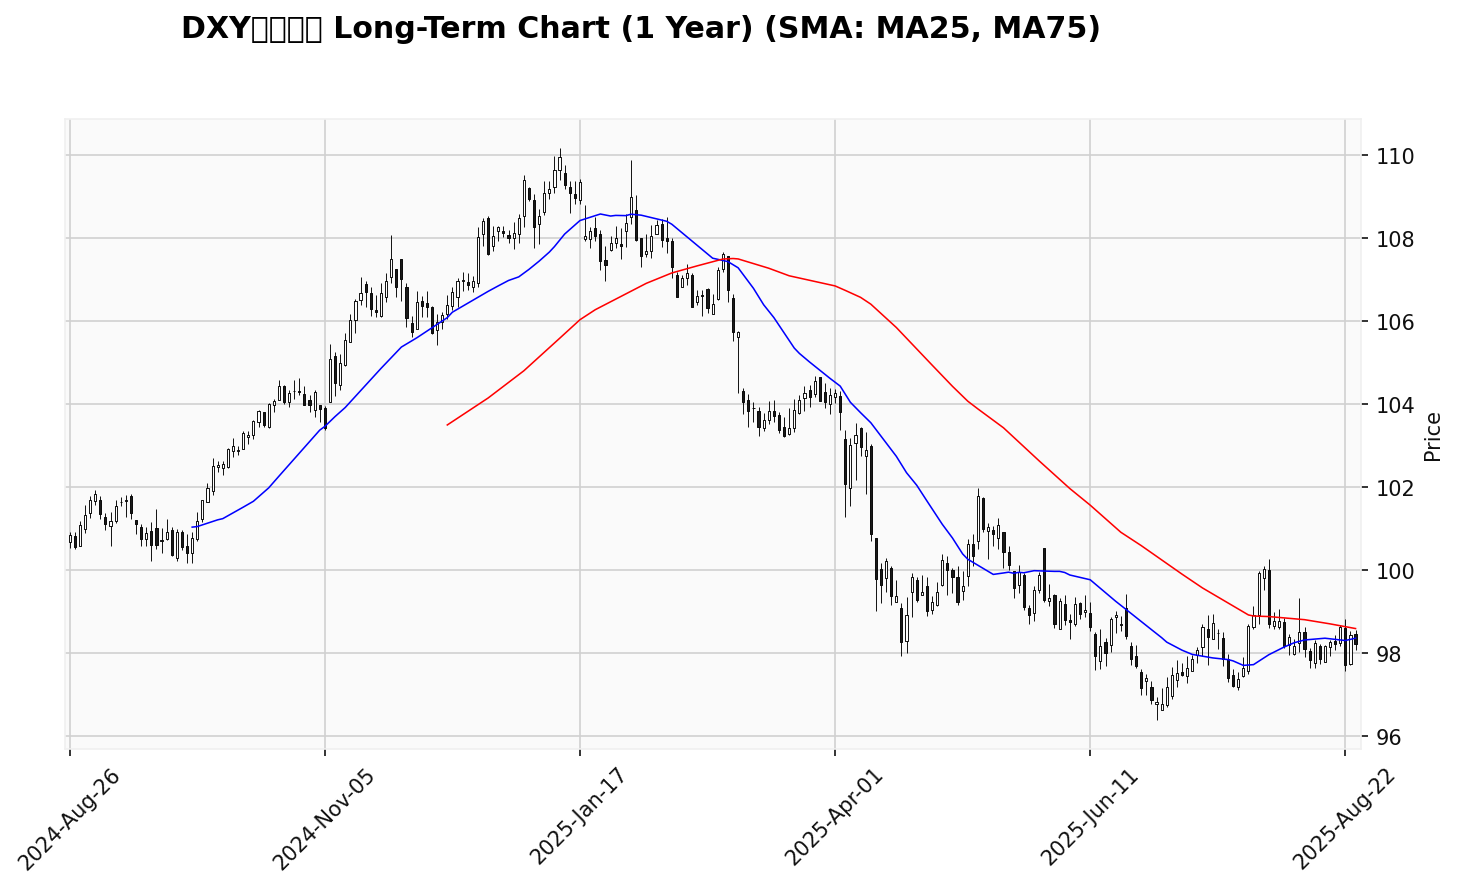 DXY Long-Term Chart (1 Year) (SMA: MA25, MA75)
110
108
106
104
102
100
98
96
Price
2024-Aug-26
2024-Nov-05
2025-Jan-17
2025-Apr-01
2025-Jun-11
2025-Aug-22